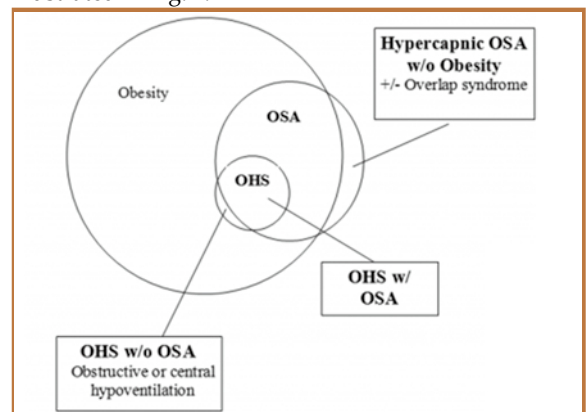 Hypercapnic OSA
w/o Obesity
+/- Overlap syndrome
Obesity
OSA
OHS
OHS w/
OSA
OHS w/o OSA
Obstructive or central
hypoventilation